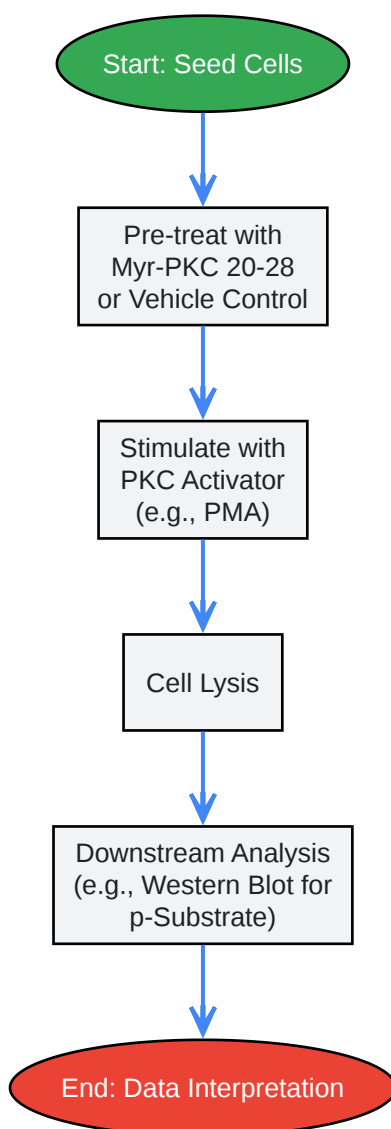 Start: Seed Cells
Pre-treat with
Myr-PKC 20-28
or Vehicle Control
Stimulate with
PKC Activator
(e.g., PMA)
Cell Lysis
Downstream Analysis
(e.g., Western Blot for
p-Substrate)
End: Data Interpretation